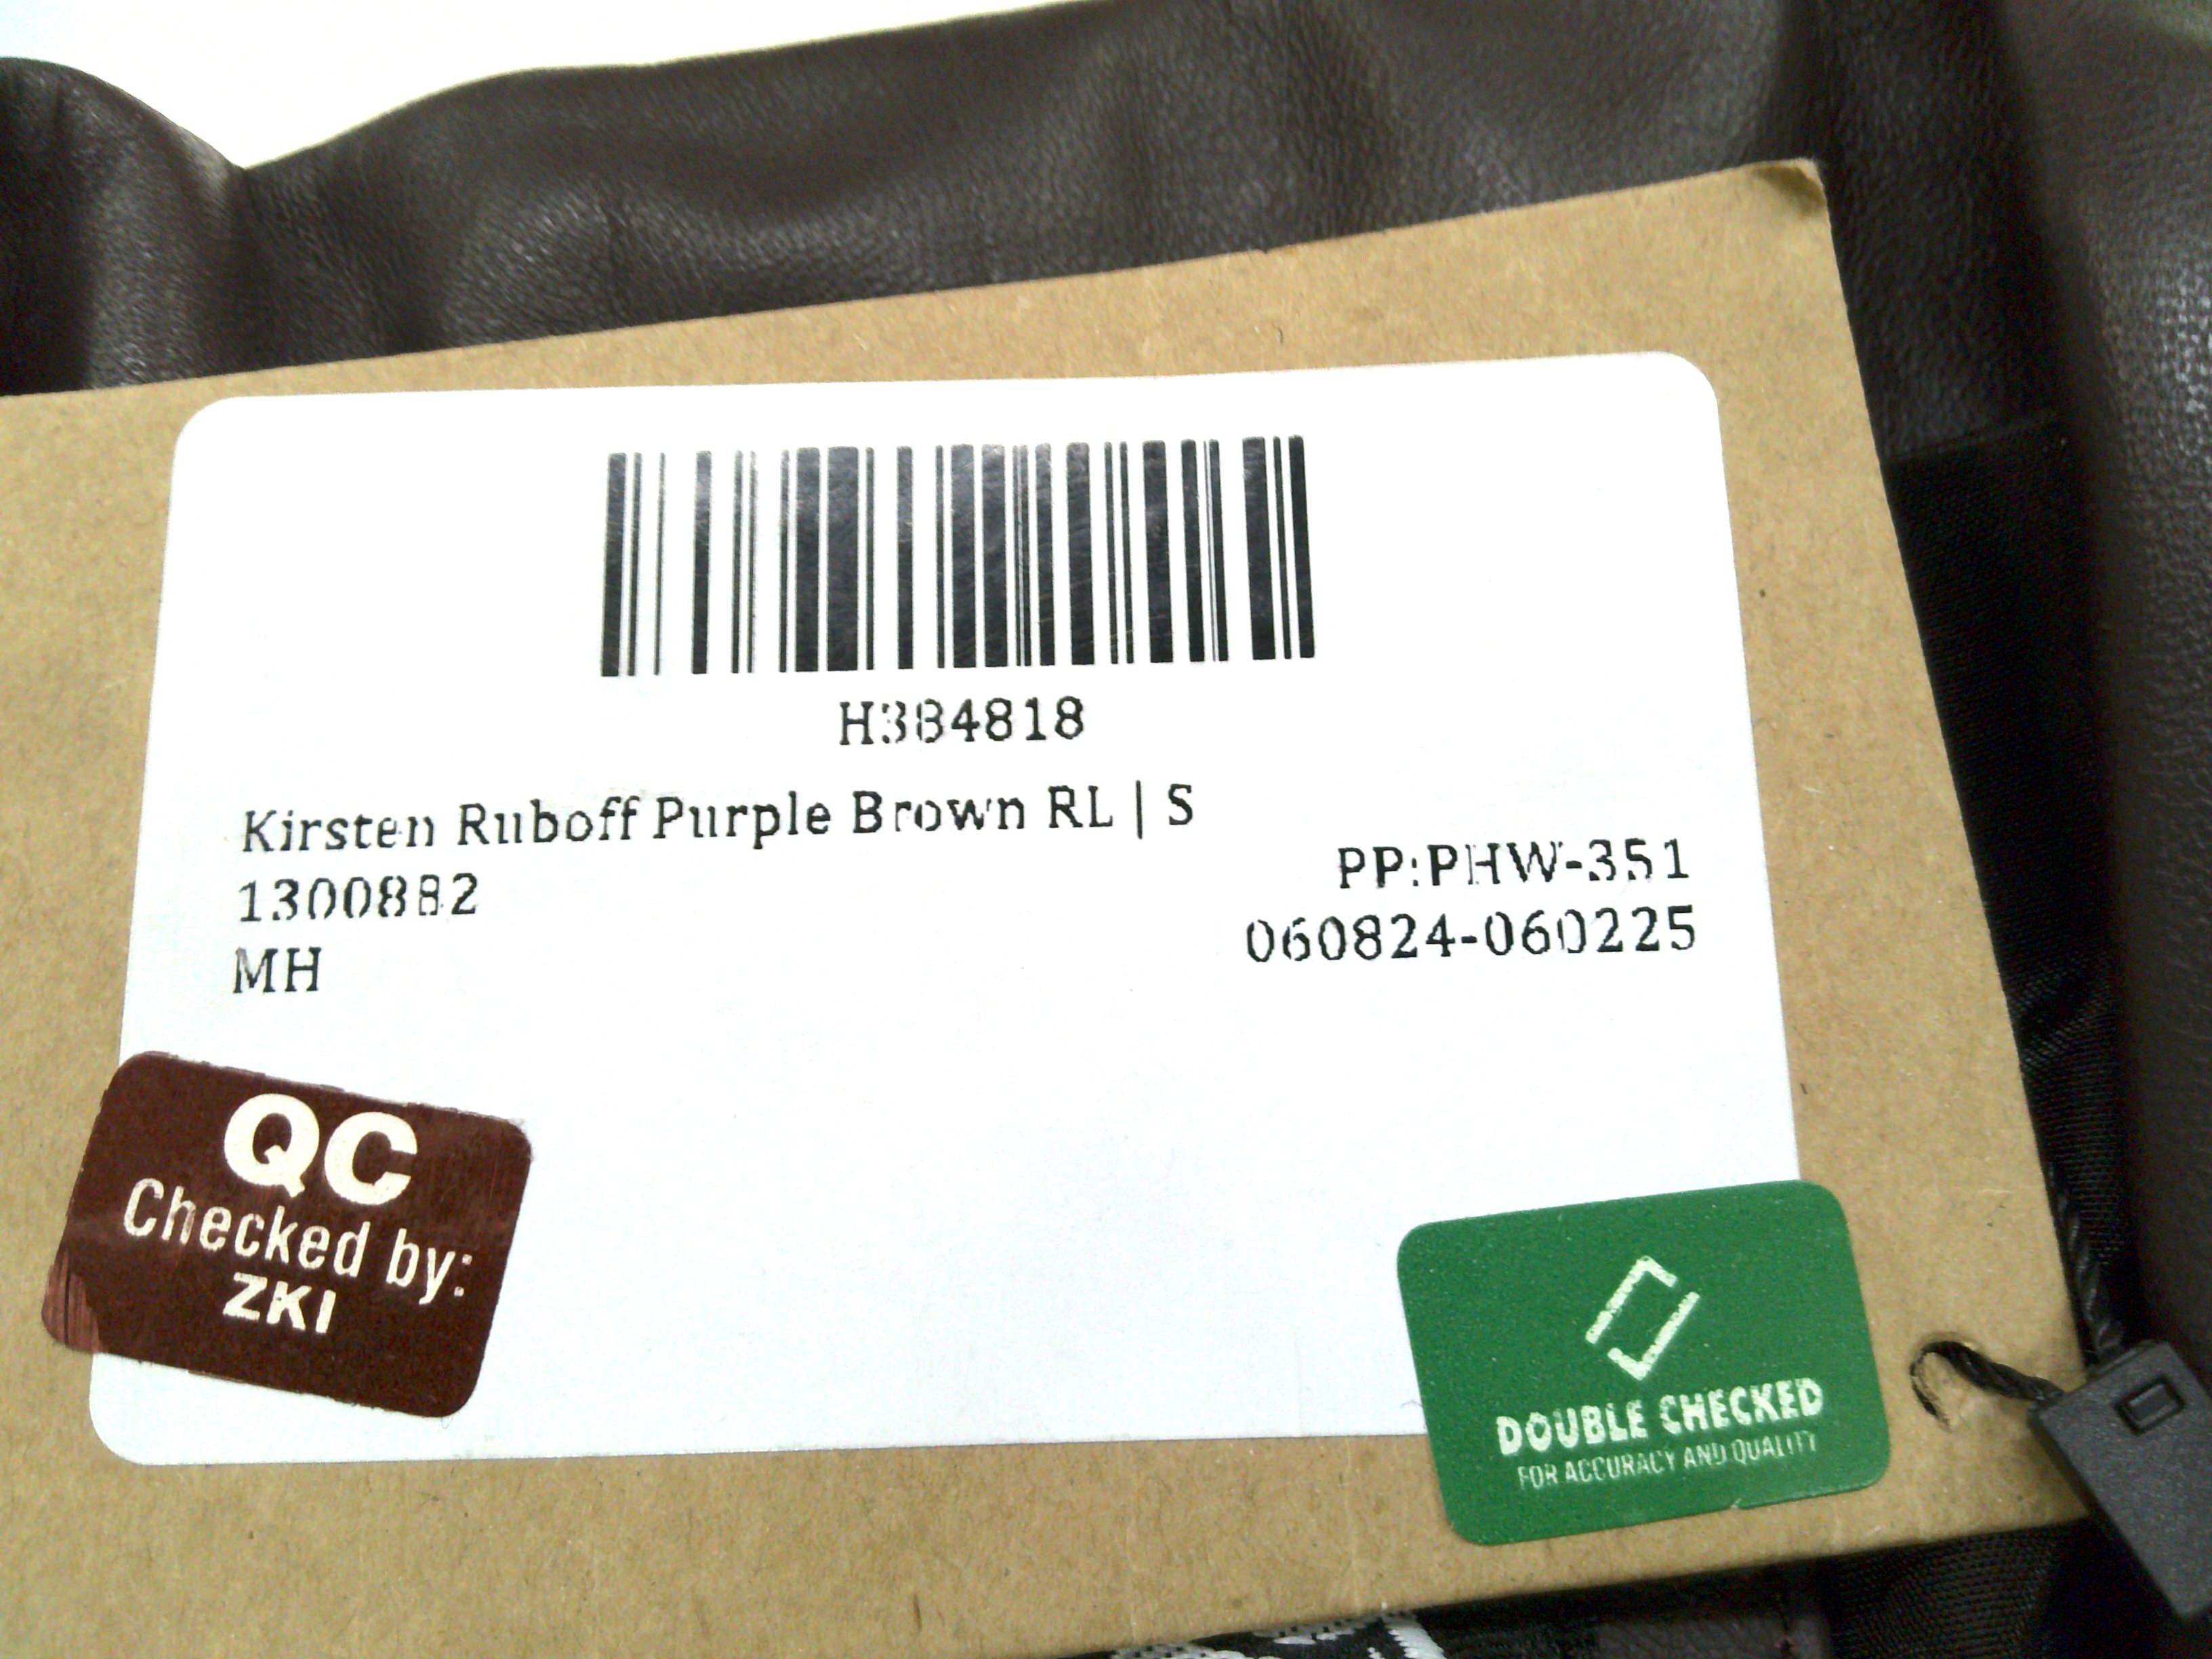 H384818
Kirsten Ruboff Purple Brown RL | S
1300882
MH
PP:PHW-351
060824-060225
QC
Checked by:
ZKI
DOUBLE CHECKED
FOR ACCURACY AND QUALITY